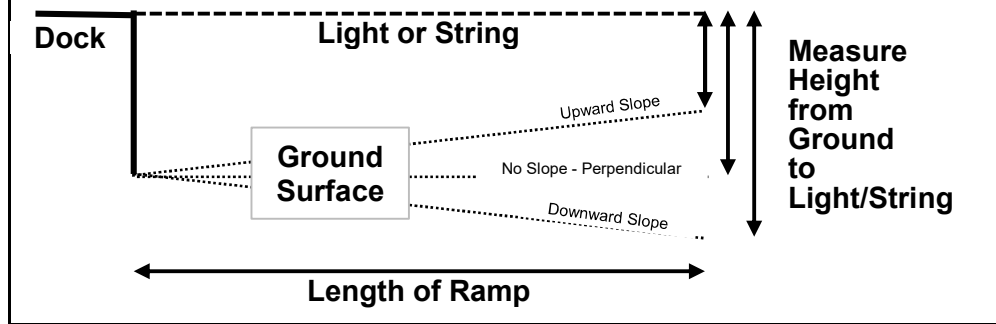 Dock
Light or String
Measure
Height
from
Ground
to
Light/String
Upward Slope
Ground
Surface
No Slope - Perpendicular
Downward Slope
Length of Ramp